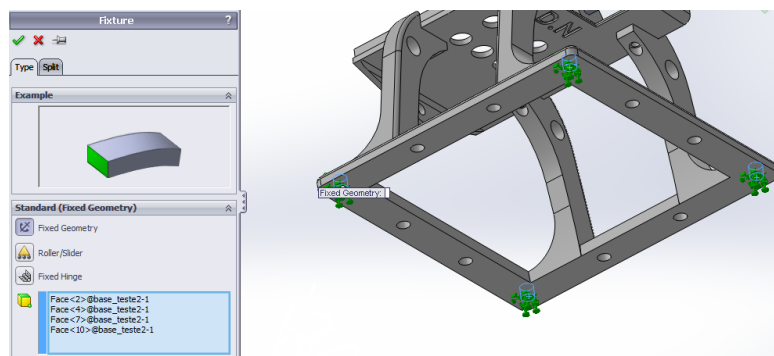 Fixture
?
Type
Split
Example
Standard (Fixed Geometry)
Fixed Geometry
Roller/Slider
Fixed Hinge
Face<2>@base_teste2-1
Face<4>@base_teste2-1
Face<7>@base_teste2-1
Face<10>@base_teste2-1
Fixed Geometry:
D.N